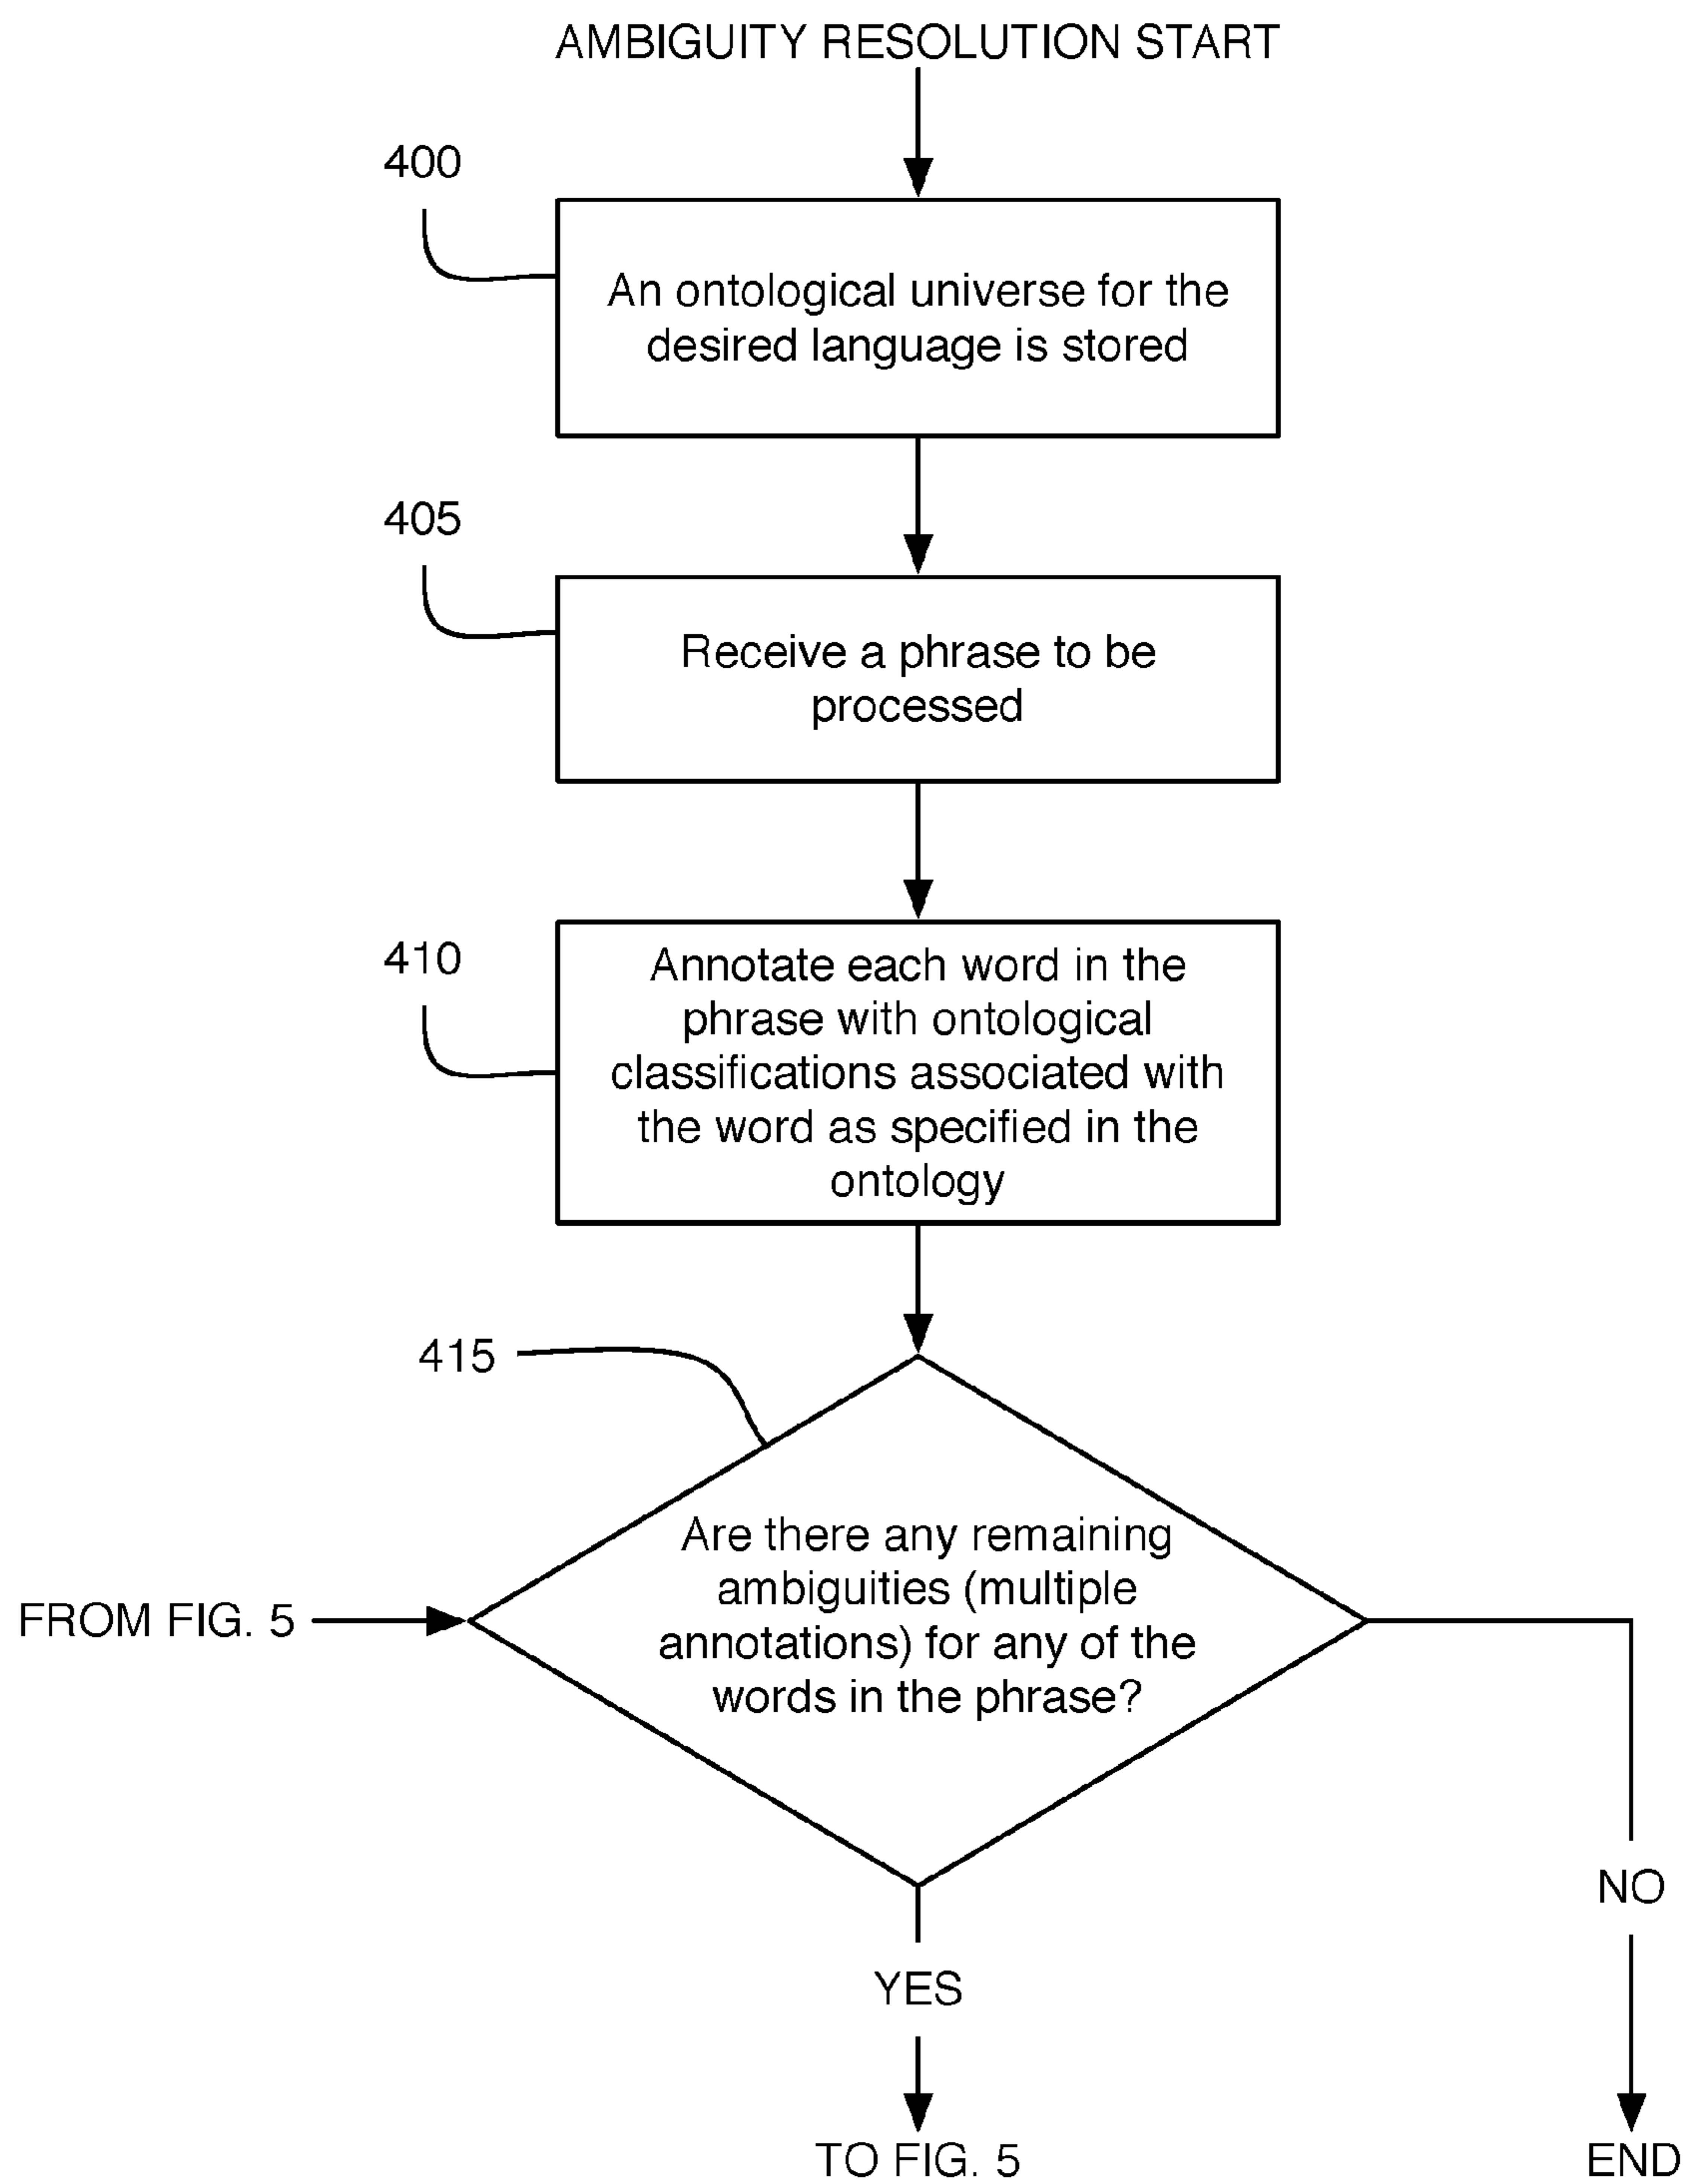 AMBIGUITY RESOLUTION START
400
An ontological universe for the
desired language is stored
405
Receive a phrase to be
processed
410
Annotate each word in the
phrase with ontological
classifications associated with
the word as specified in the
ontology
415
Are there any remaining
ambiguities (multiple
annotations) for any of the
words in the phrase?
FROM FIG. 5
NO
YES
TO FIG. 5
END